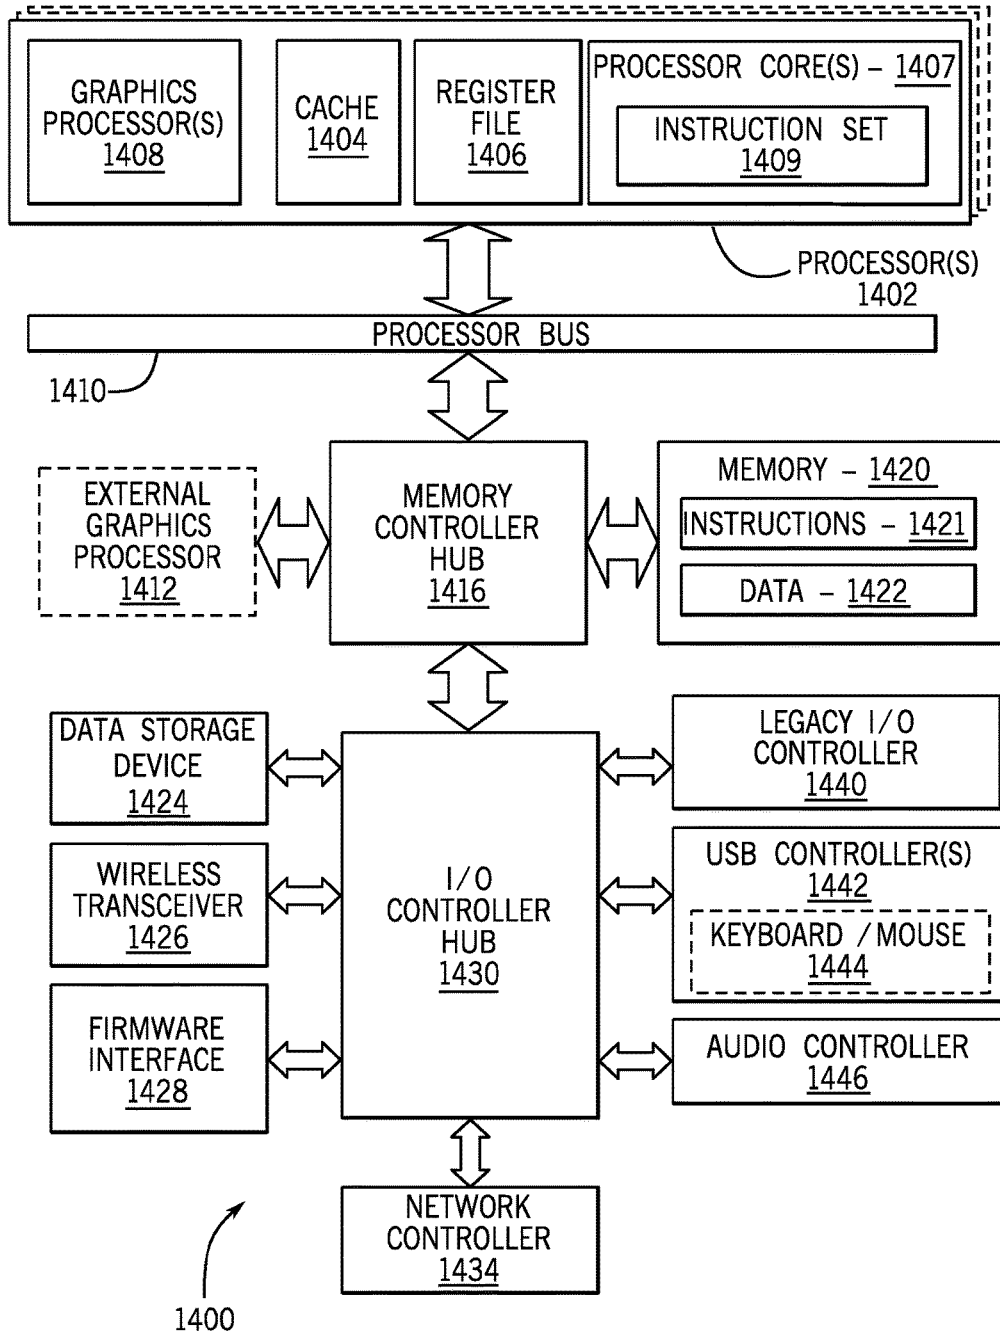 GRAPHICS
PROCESSOR(S)
1408
CACHE
1404
REGISTER
FILE
1406
PROCESSOR CORE(S) - 1407
INSTRUCTION SET
1409
PROCESSOR(S)
1402
PROCESSOR BUS
1410
EXTERNAL
GRAPHICS
PROCESSOR
1412
MEMORY
CONTROLLER
HUB
1416
MEMORY - 1420
INSTRUCTIONS - 1421
DATA - 1422
DATA STORAGE
DEVICE
1424
WIRELESS
TRANSCEIVER
1426
FIRMWARE
INTERFACE
1428
I/O
CONTROLLER
HUB
1430
LEGACY I/O
CONTROLLER
1440
USB CONTROLLER(S)
1442
KEYBOARD / MOUSE
1444
AUDIO CONTROLLER
1446
NETWORK
CONTROLLER
1434
1400